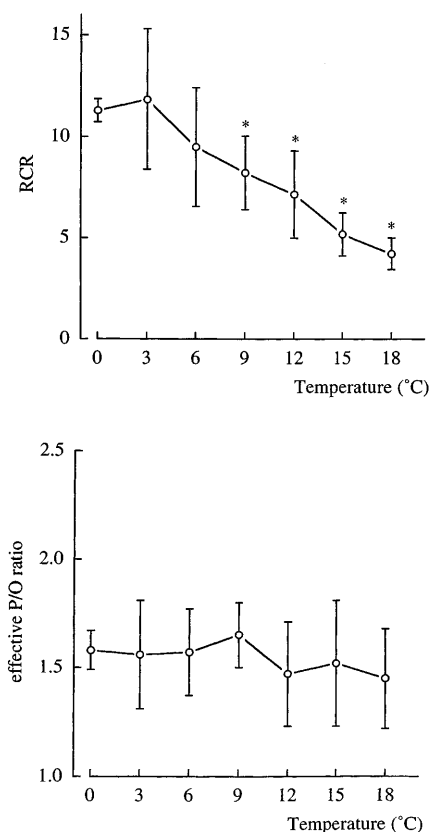 15
10
5
0
RCR
*
*
*
*
0 3 6 9 12 15 18
Temperature (˚C)
2.5
2.0
1.5
1.0
effective P/O ratio
0 3 6 9 12 15 18
Temperature (˚C)